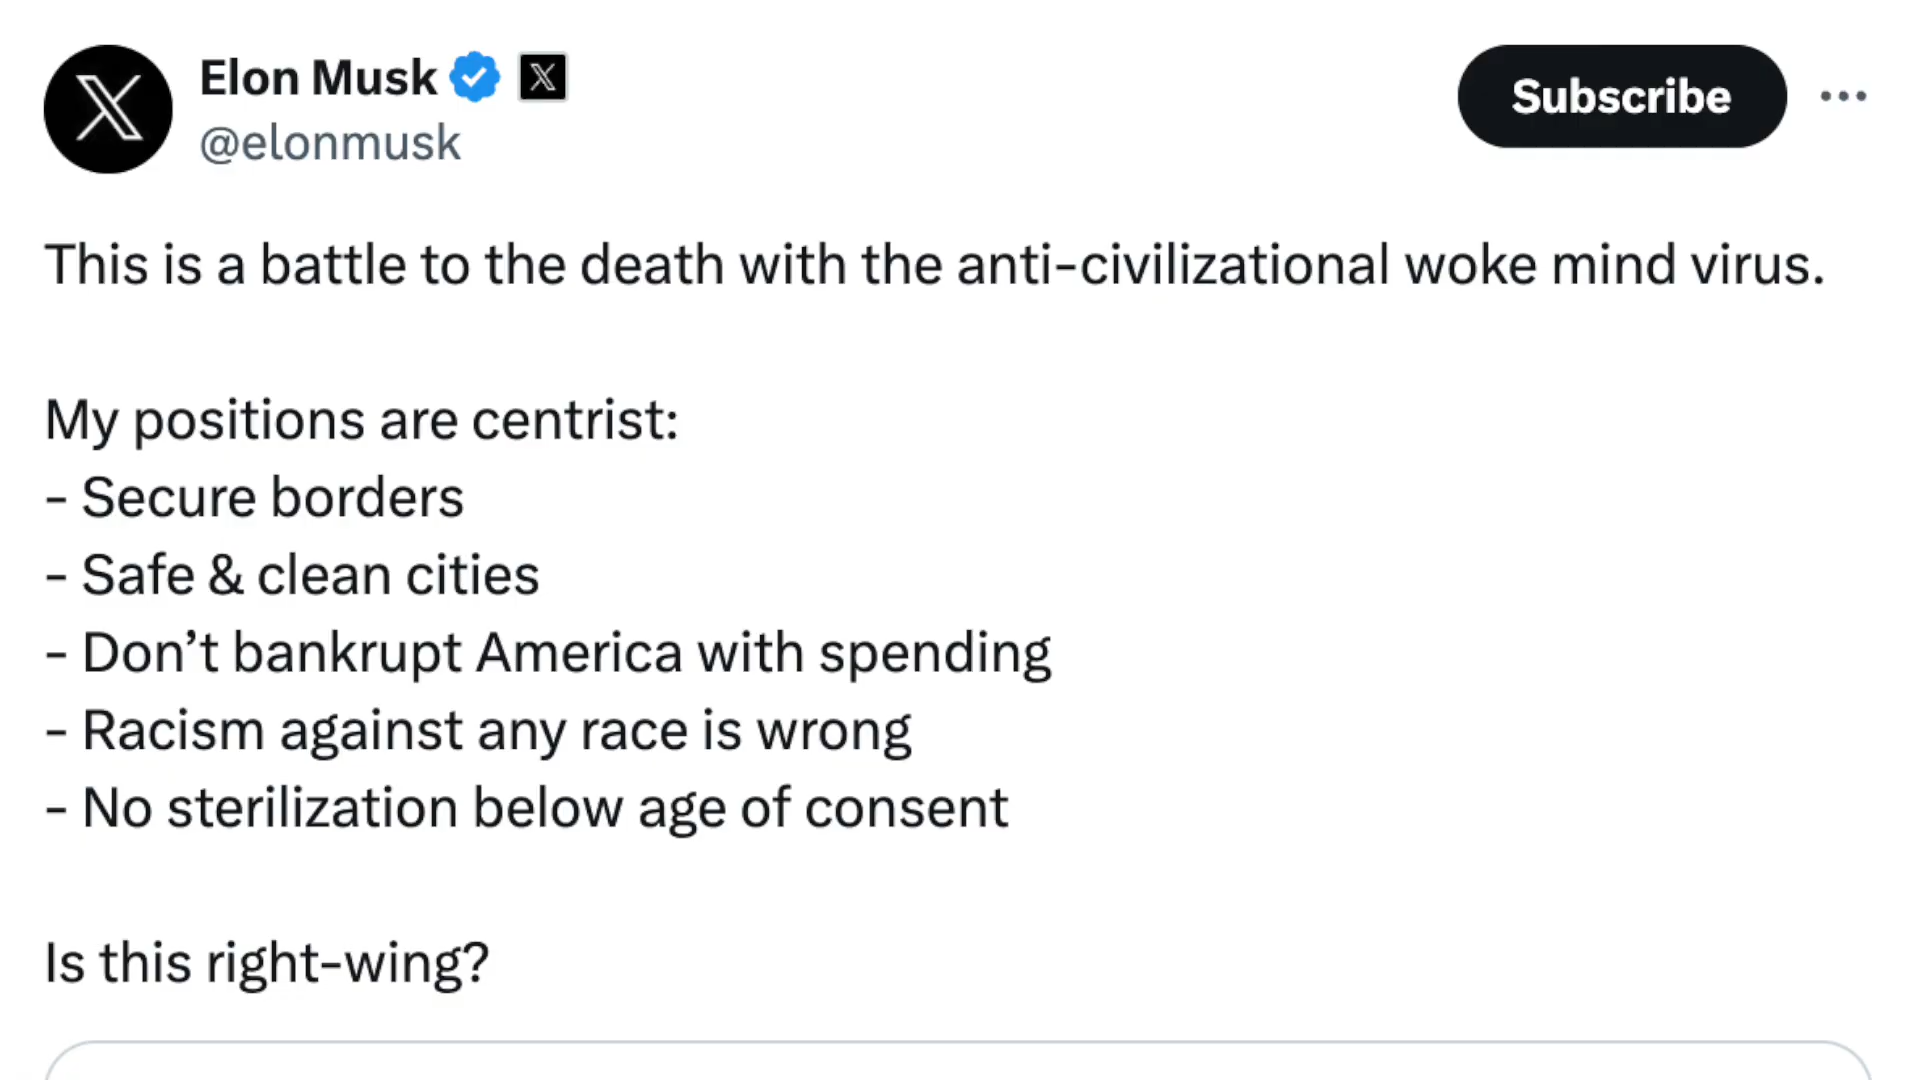 Elon Musk
@elonmusk
Subscribe
This is a battle to the death with the anti-civilizational woke mind virus.
My positions are centrist:
- Secure borders
- Safe & clean cities
- Don’t bankrupt America with spending
- Racism against any race is wrong
- No sterilization below age of consent
Is this right-wing?